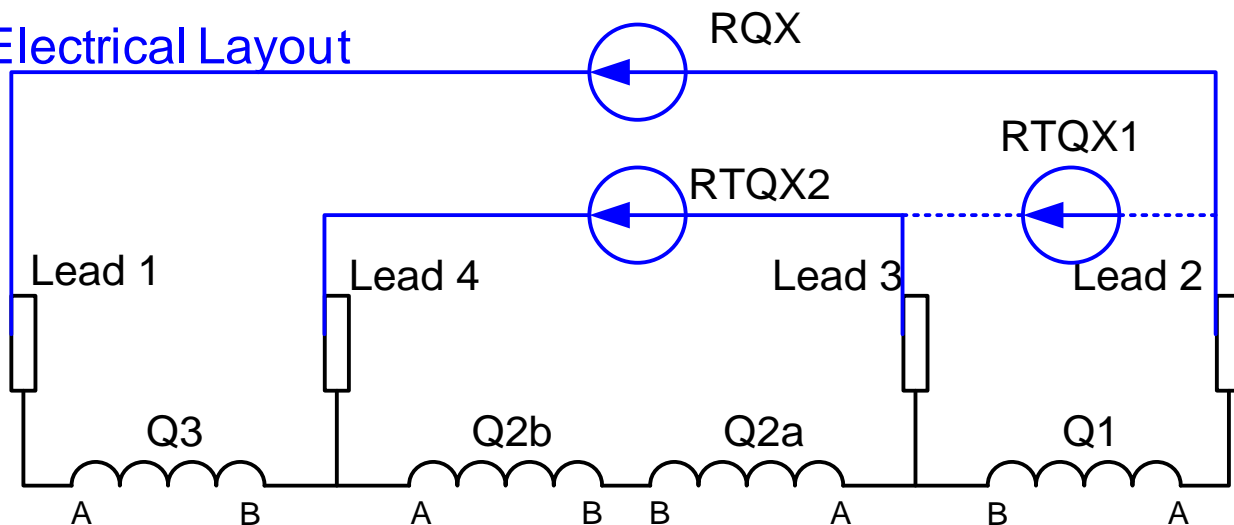 Electrical Layout
RQX
RTQX1
RTQX2
Lead 1
Lead 4
Lead 3
Lead 2
Q3
Q2b
Q2a
Q1
A B A B B A B A